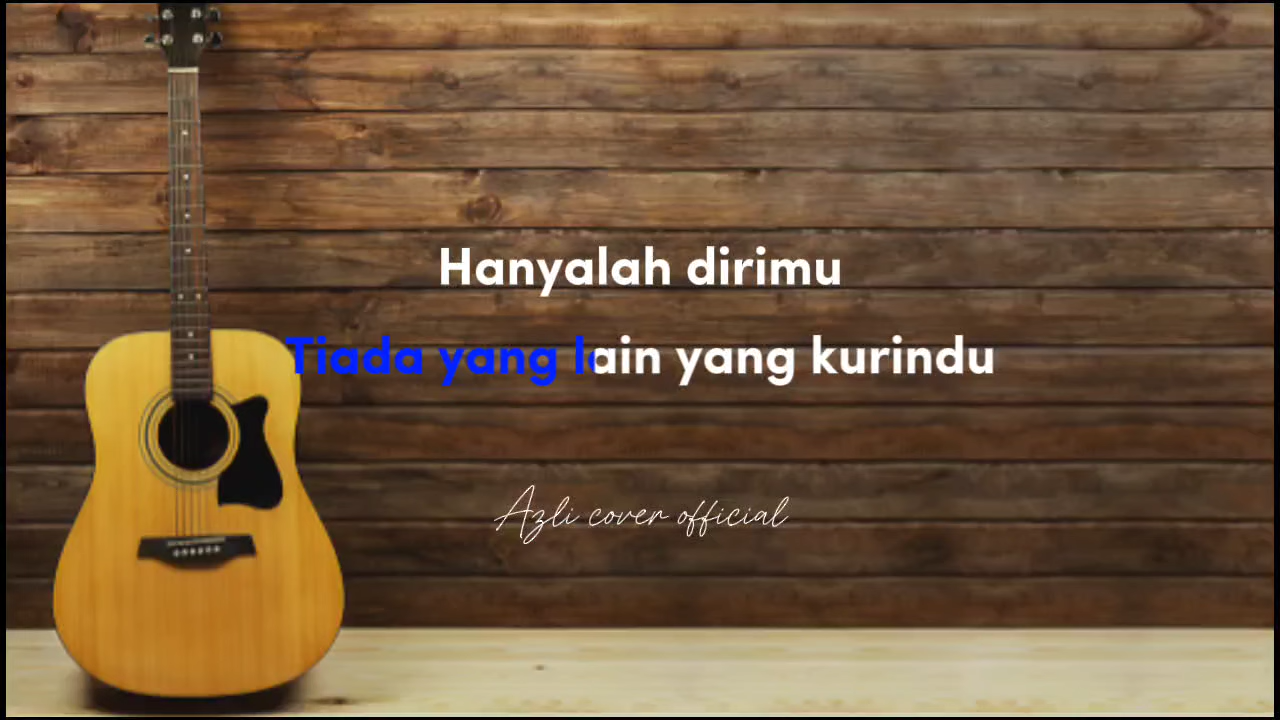 Hanyalah dirimu
Tiada yang lain yang kurindu
Azli cover official